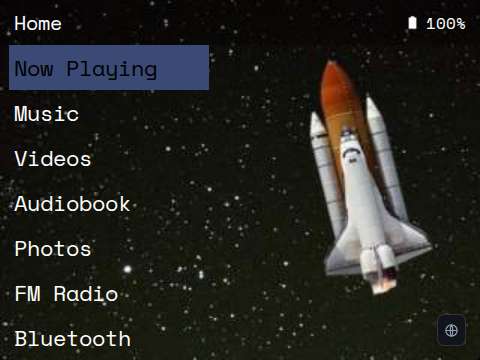 Home
100%
Now Playing
Music
Videos
Audiobook
Photos
FM Radio
Bluetooth